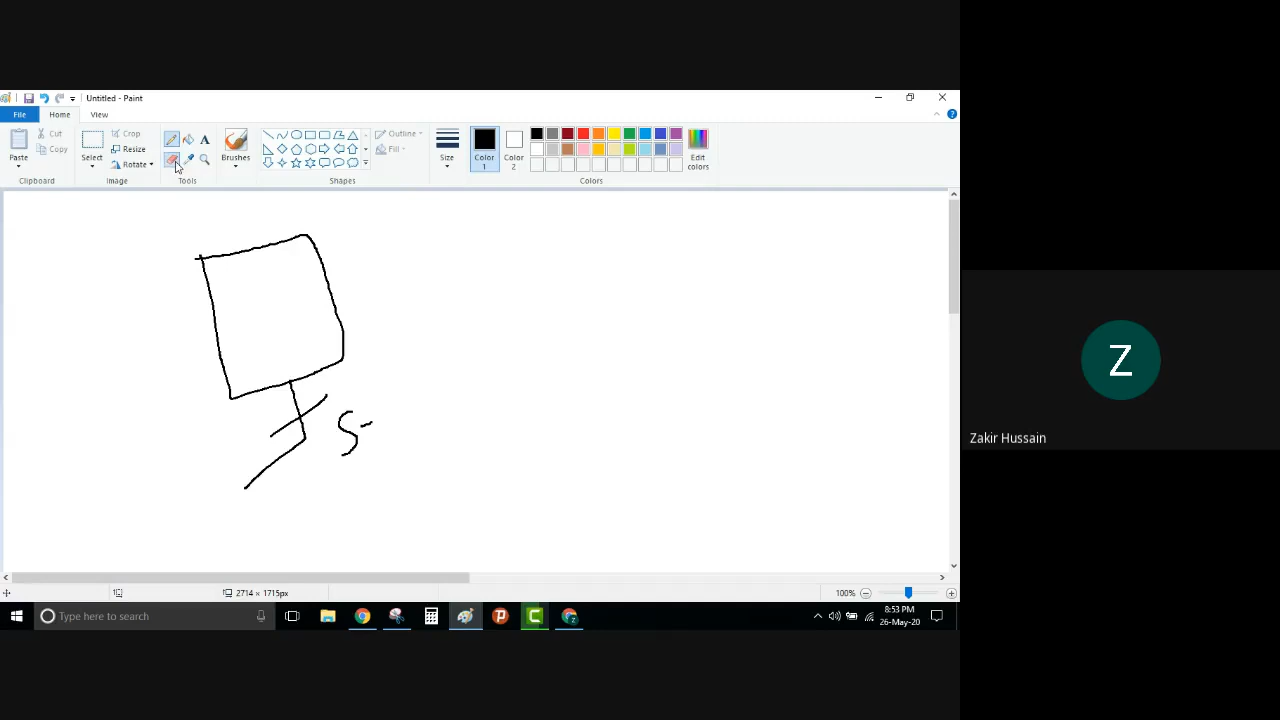 Untitled - Paint
File Home View
Paste
Cut
Copy
Clipboard
Select
Crop
Resize
Rotate
Image
Tools
Brushes
Outline
Fill
Shapes
Size
Color 1
Color 2
Edit colors
Colors
S-
Z
Zakir Hussain
2714 × 1715px
100%
Type here to search
8:53 PM
26-May-20